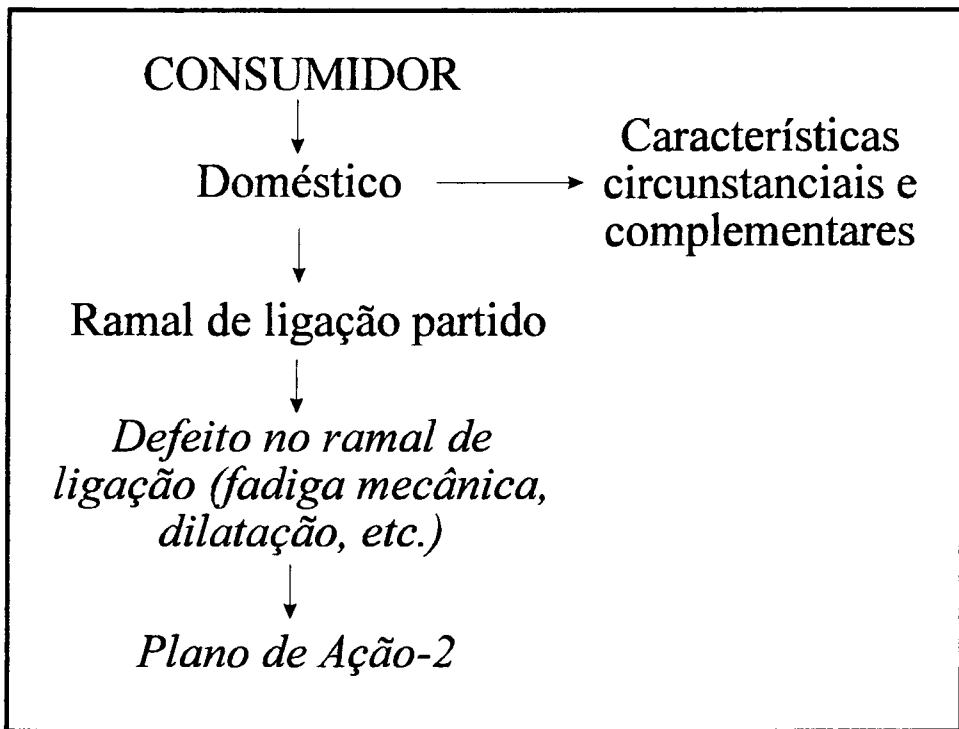 CONSUMIDOR
Doméstico
Características
circunstanciais e
complementares
Ramal de ligação partido
Defeito no ramal de
ligação (fadiga mecânica,
dilatação, etc.)
Plano de Ação-2